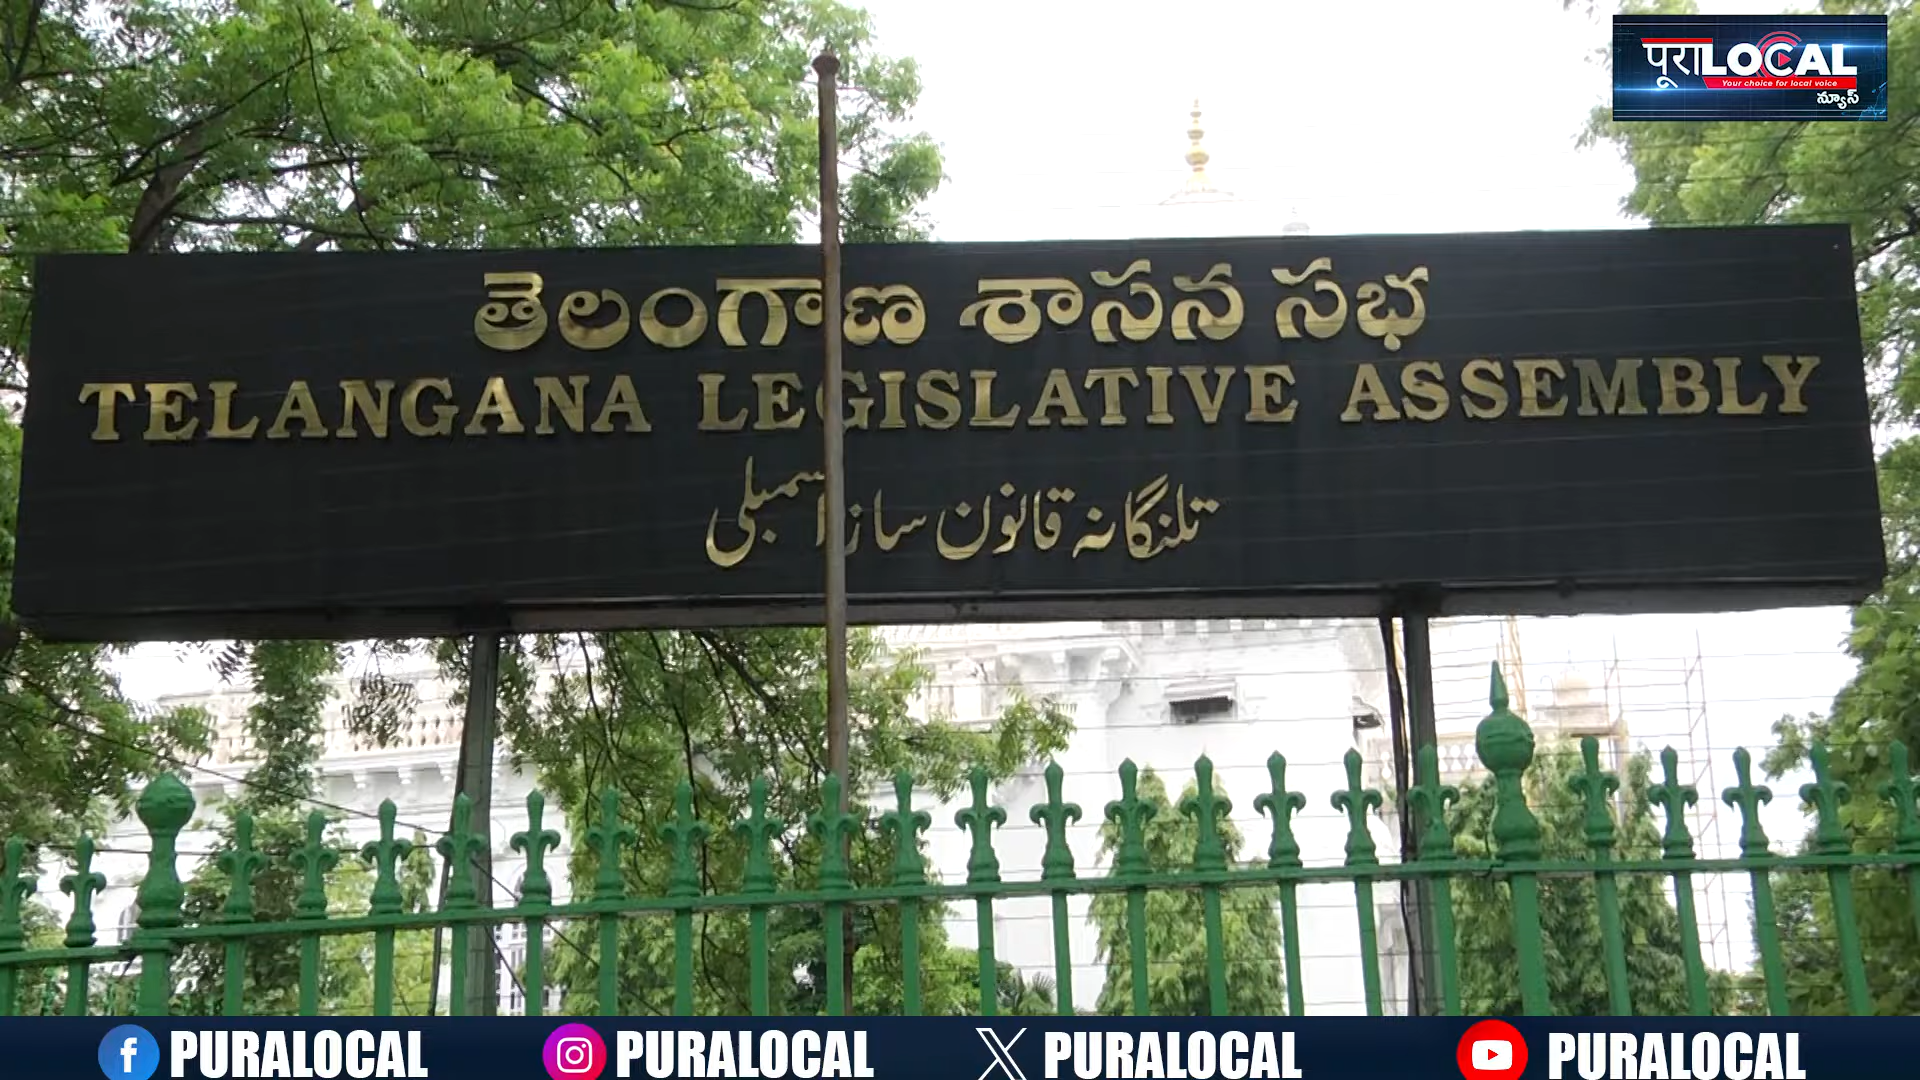 पूरा LOCAL
Your choice for local voice
న్యూస్
తెలంగాణ శాసన సభ
TELANGANA LEGISLATIVE ASSEMBLY
تلنگانہ قانون ساز اسمبلی
PURALOCAL PURALOCAL PURALOCAL PURALOCAL